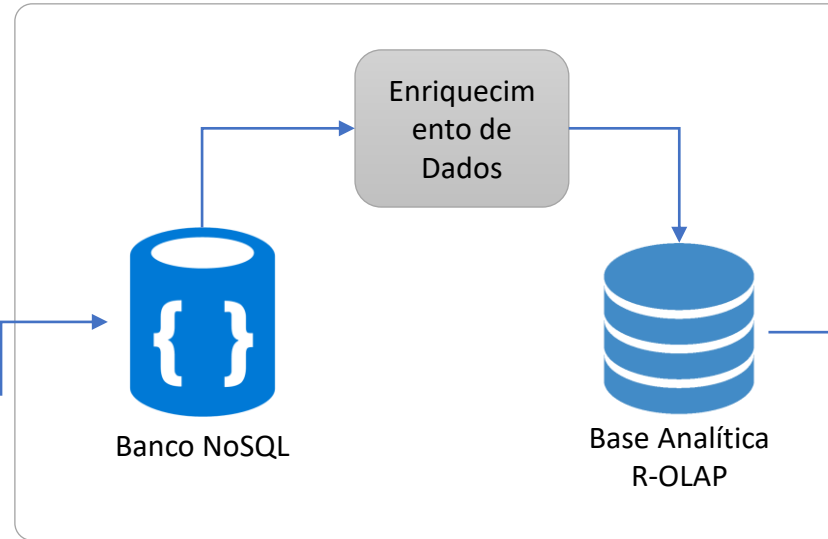 Enriquecim
ento de
Dados
{ }
Banco NoSQL
Base Analítica
R-OLAP